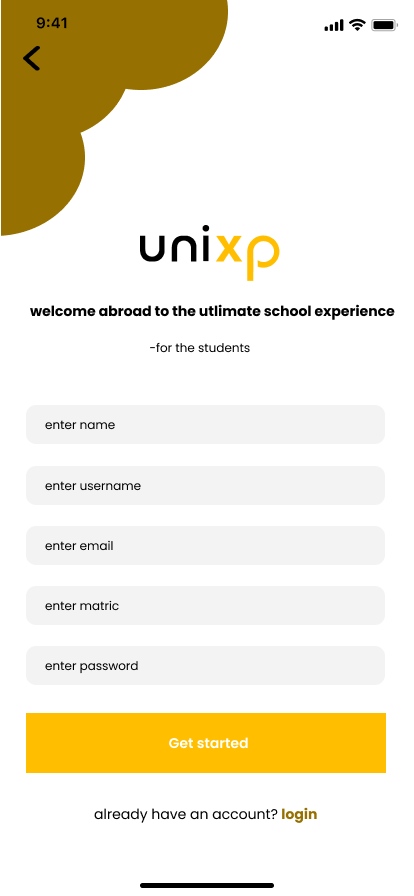 9:41
unixp
welcome abroad to the utlimate school experience
-for the students
enter name
enter username
enter email
enter matric
enter password
Get started
already have an account? login